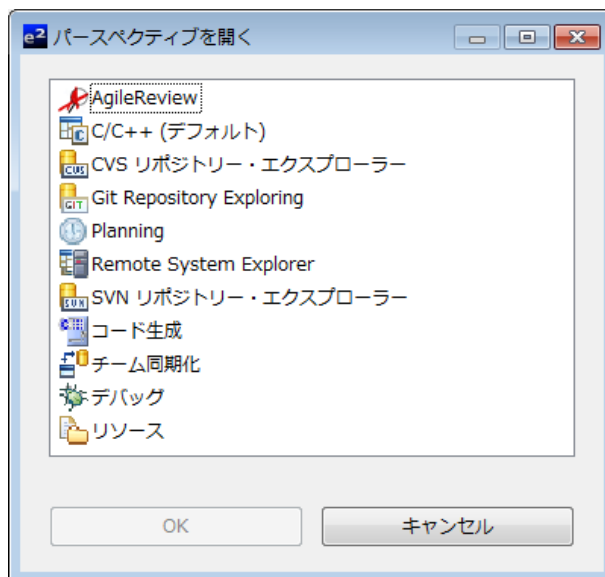 e² パースペクティブを開く
AgileReview
C/C++ (デフォルト)
CVS リポジトリー・エクスプローラー
Git Repository Exploring
Planning
Remote System Explorer
SVN リポジトリー・エクスプローラー
コード生成
チーム同期化
デバッグ
リソース
OK
キャンセル